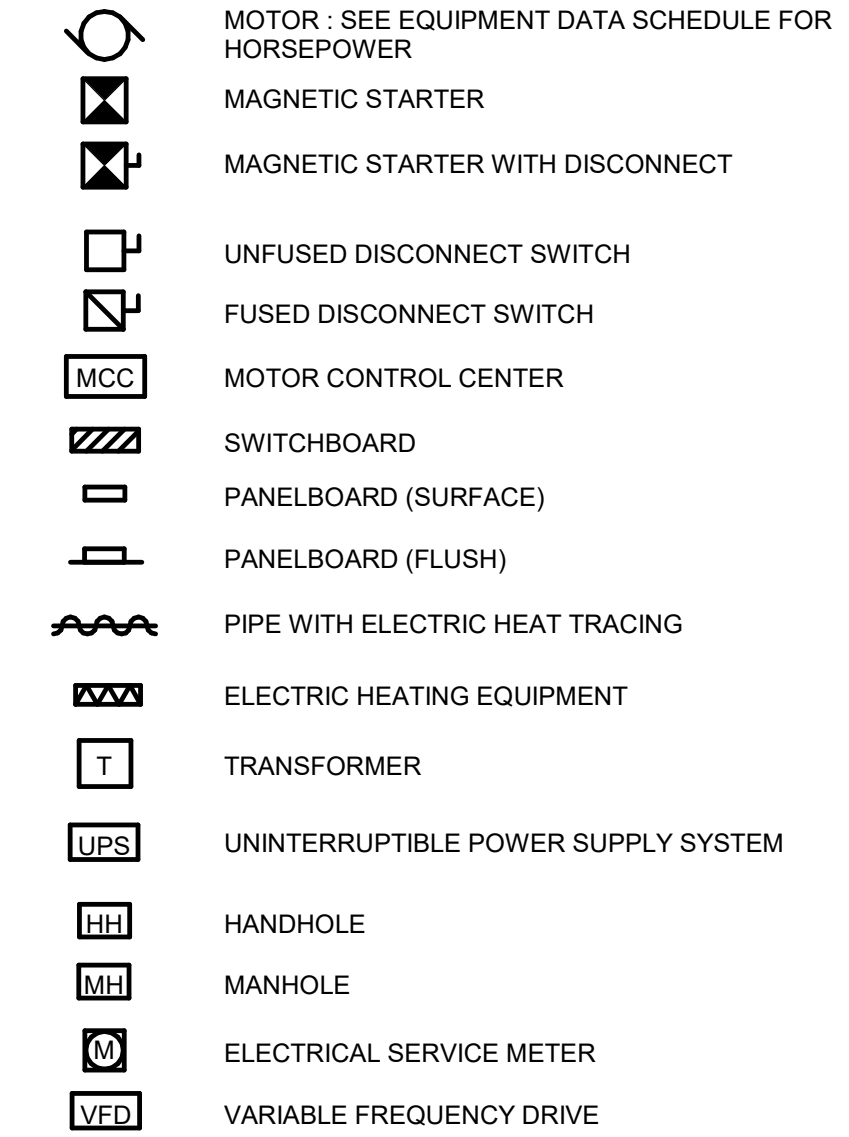 MOTOR : SEE EQUIPMENT DATA SCHEDULE FOR
HORSEPOWER
MAGNETIC STARTER
MAGNETIC STARTER WITH DISCONNECT
UNFUSED DISCONNECT SWITCH
FUSED DISCONNECT SWITCH
MCC MOTOR CONTROL CENTER
SWITCHBOARD
PANELBOARD (SURFACE)
PANELBOARD (FLUSH)
PIPE WITH ELECTRIC HEAT TRACING
ELECTRIC HEATING EQUIPMENT
T TRANSFORMER
UPS UNINTERRUPTIBLE POWER SUPPLY SYSTEM
HH HANDHOLE
MH MANHOLE
M ELECTRICAL SERVICE METER
VFD VARIABLE FREQUENCY DRIVE